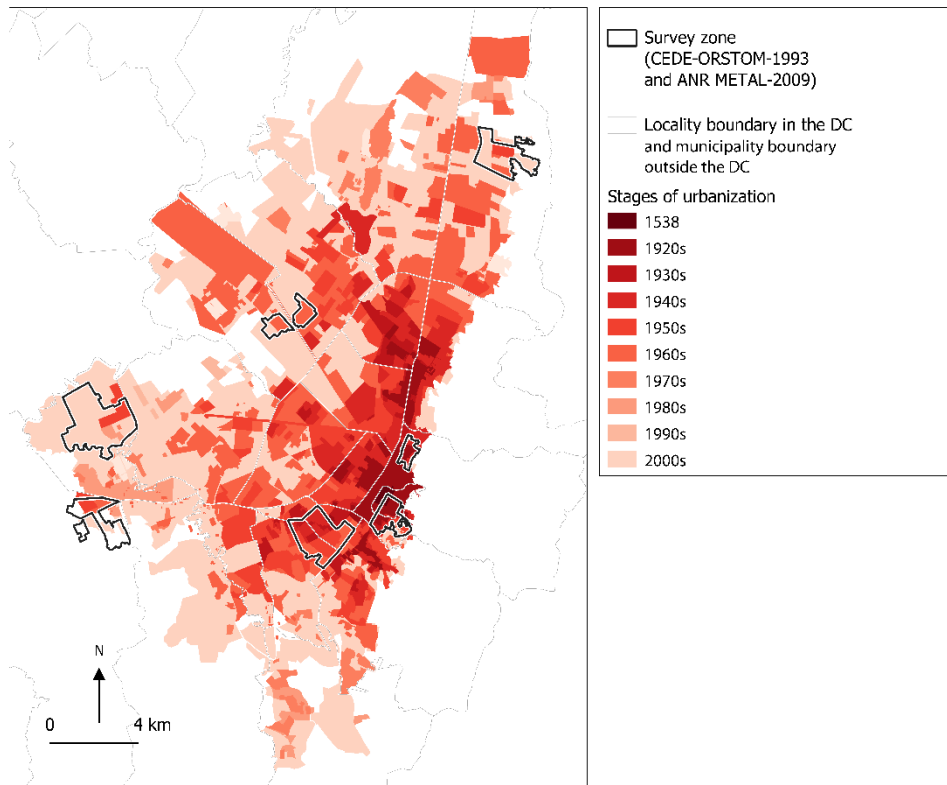 Survey zone
(CEDE-ORSTOM-1993
and ANR METAL-2009)
Locality boundary in the DC
and municipality boundary
outside the DC
Stages of urbanization
1538
1920s
1930s
1940s
1950s
1960s
1970s
1980s
1990s
2000s
N
0 4 km